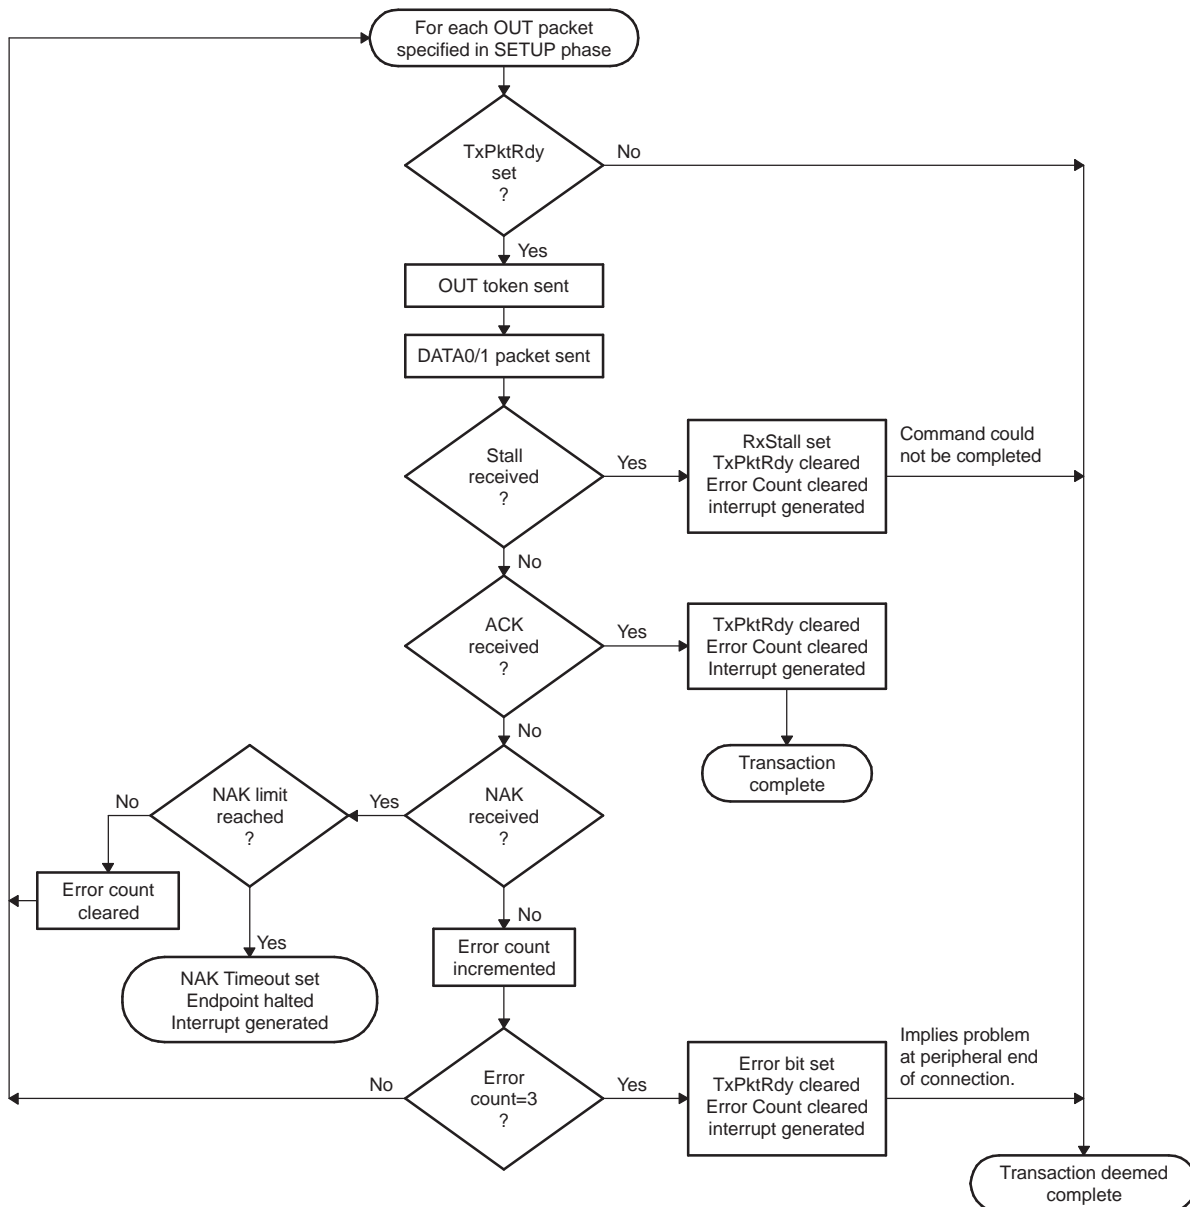 For each OUT packet
specified in SETUP phase
TxPktRdy
set
?
No
Yes
OUT token sent
DATA0/1 packet sent
Stall
received
?
Yes
RxStall set
TxPktRdy cleared
Error Count cleared
interrupt generated
Command could
not be completed
No
ACK
received
?
Yes
TxPktRdy cleared
Error Count cleared
Interrupt generated
No
Transaction
complete
NAK
received
?
Yes
NAK limit
reached
?
No
Error count
cleared
Yes
NAK Timeout set
Endpoint halted
Interrupt generated
No
Error count
incremented
Error
count=3
?
No
Yes
Error bit set
TxPktRdy cleared
Error Count cleared
interrupt generated
Implies problem
at peripheral end
of connection.
Transaction deemed
complete